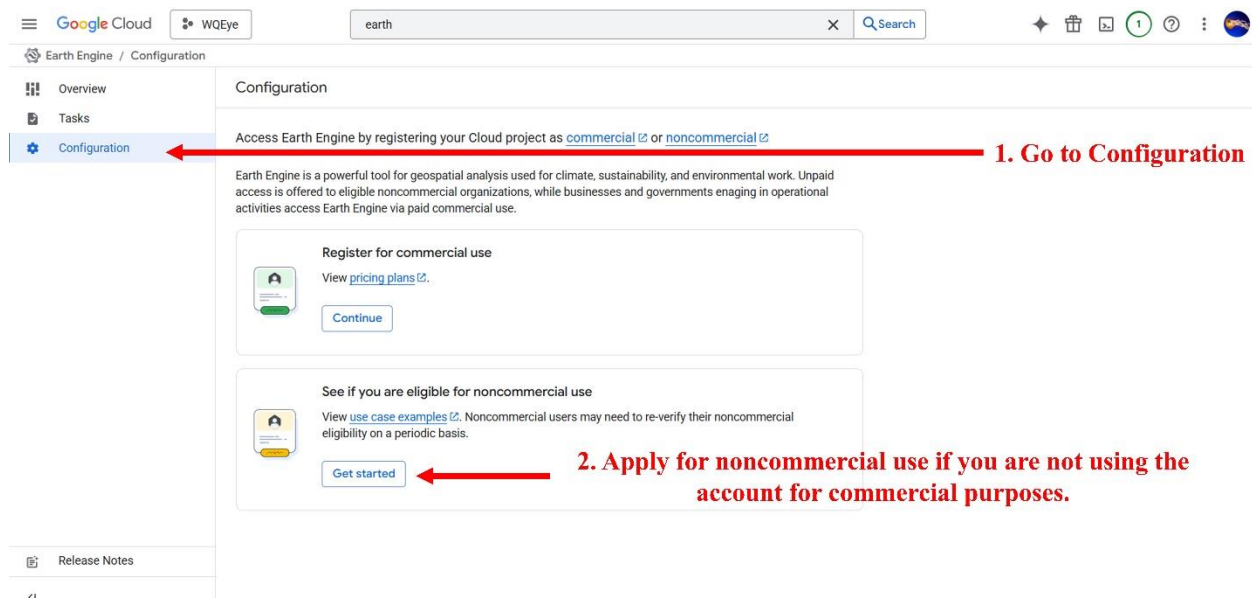 Google Cloud
WQEye
earth
Search
1
Earth Engine / Configuration
Overview
Tasks
Configuration
Configuration
Access Earth Engine by registering your Cloud project as commercial or noncommercial
1. Go to Configuration
Earth Engine is a powerful tool for geospatial analysis used for climate, sustainability, and environmental work. Unpaid
access is offered to eligible noncommercial organizations, while businesses and governments enaging in operational
activities access Earth Engine via paid commercial use.
Register for commercial use
View pricing plans.
Continue
See if you are eligible for noncommercial use
View use case examples. Noncommercial users may need to re-verify their noncommercial
eligibility on a periodic basis.
Get started
2. Apply for noncommercial use if you are not using the
account for commercial purposes.
Release Notes